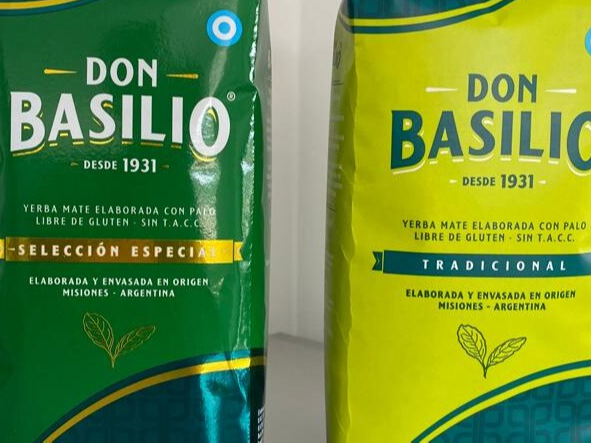 DON
BASILIO®
DESDE 1931
YERBA MATE ELABORADA CON PALO
LIBRE DE GLUTEN - SIN T.A.C.C.
SELECCIÓN ESPECIAL
ELABORADA Y ENVASADA EN ORIGEN
MISIONES - ARGENTINA
DON
BASILIO
DESDE 1931
YERBA MATE ELABORADA CON PALO
LIBRE DE GLUTEN - SIN T.A.C.C.
TRADICIONAL
ELABORADA Y ENVASADA EN ORIGEN
MISIONES - ARGENTINA